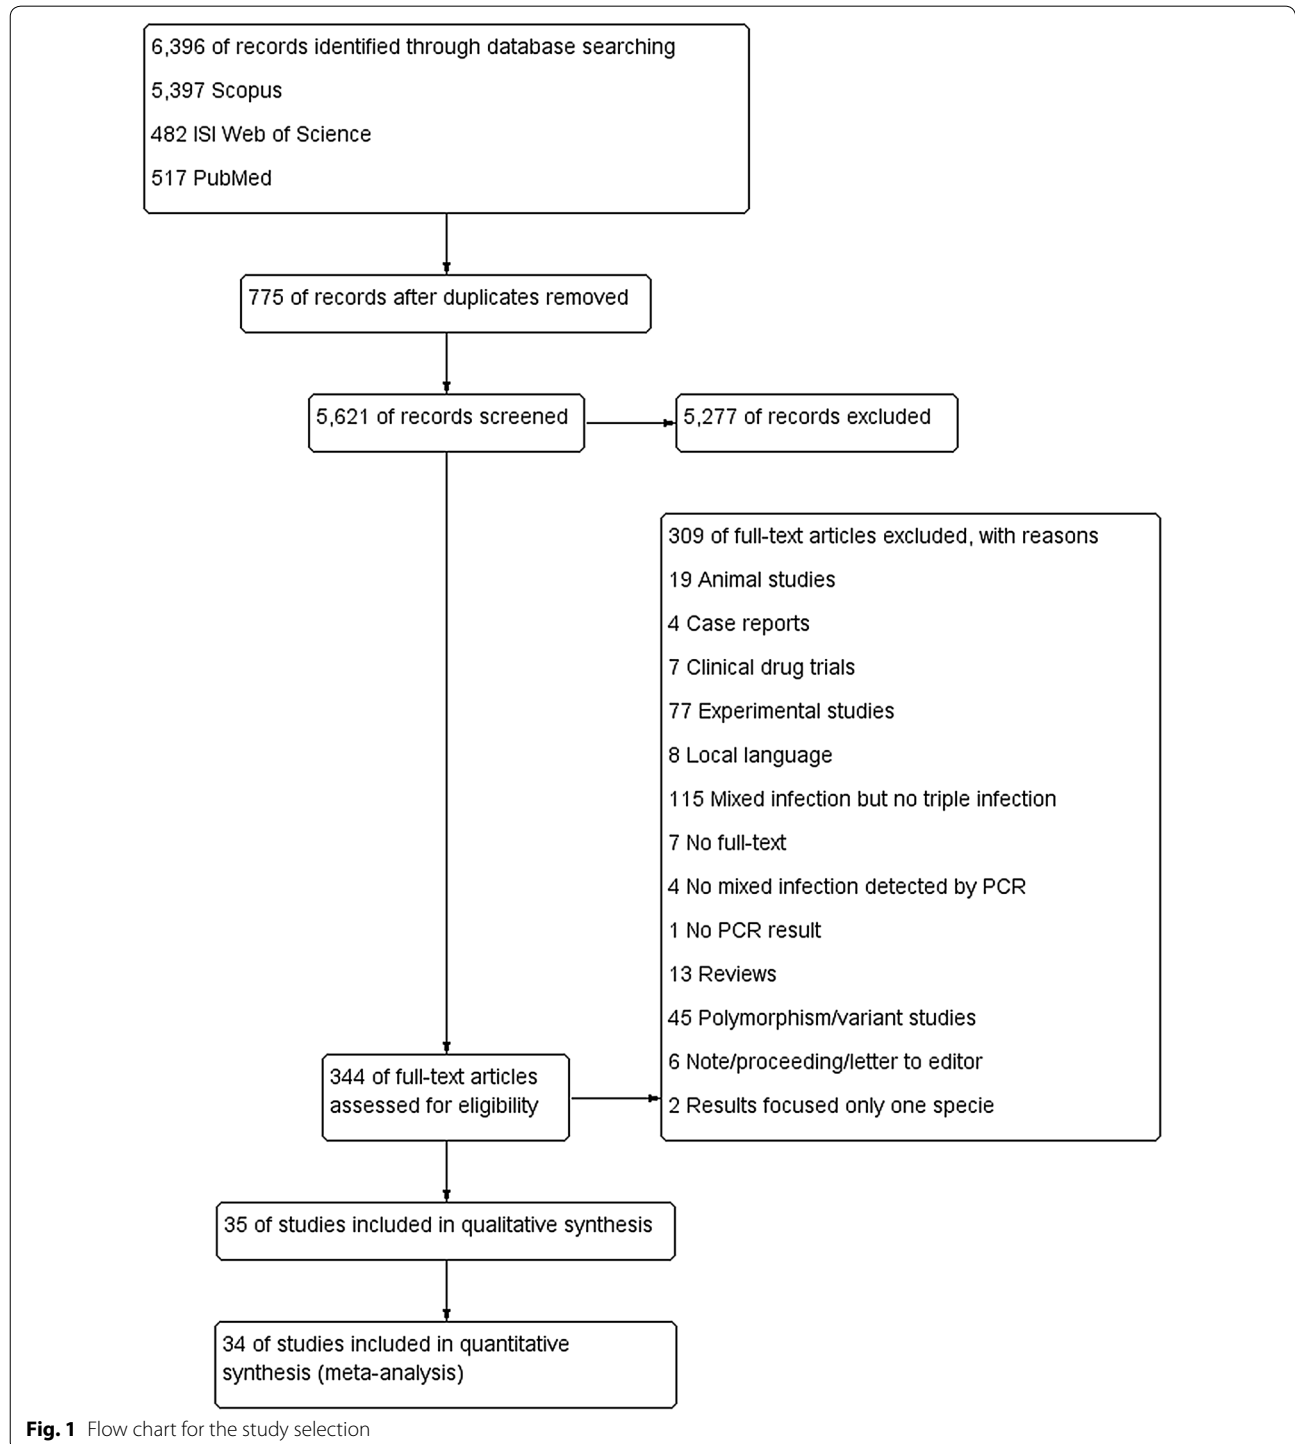 6,396 of records identified through database searching
5,397 Scopus
482 ISI Web of Science
517 PubMed
775 of records after duplicates removed
5,621 of records screened
5,277 of records excluded
309 of full-text articles excluded, with reasons
19 Animal studies
4 Case reports
7 Clinical drug trials
77 Experimental studies
8 Local language
115 Mixed infection but no triple infection
7 No full-text
4 No mixed infection detected by PCR
1 No PCR result
13 Reviews
45 Polymorphism/variant studies
6 Note/proceeding/letter to editor
2 Results focused only one specie
344 of full-text articles
assessed for eligibility
35 of studies included in qualitative synthesis
34 of studies included in quantitative
synthesis (meta-analysis)
Fig. 1 Flow chart for the study selection